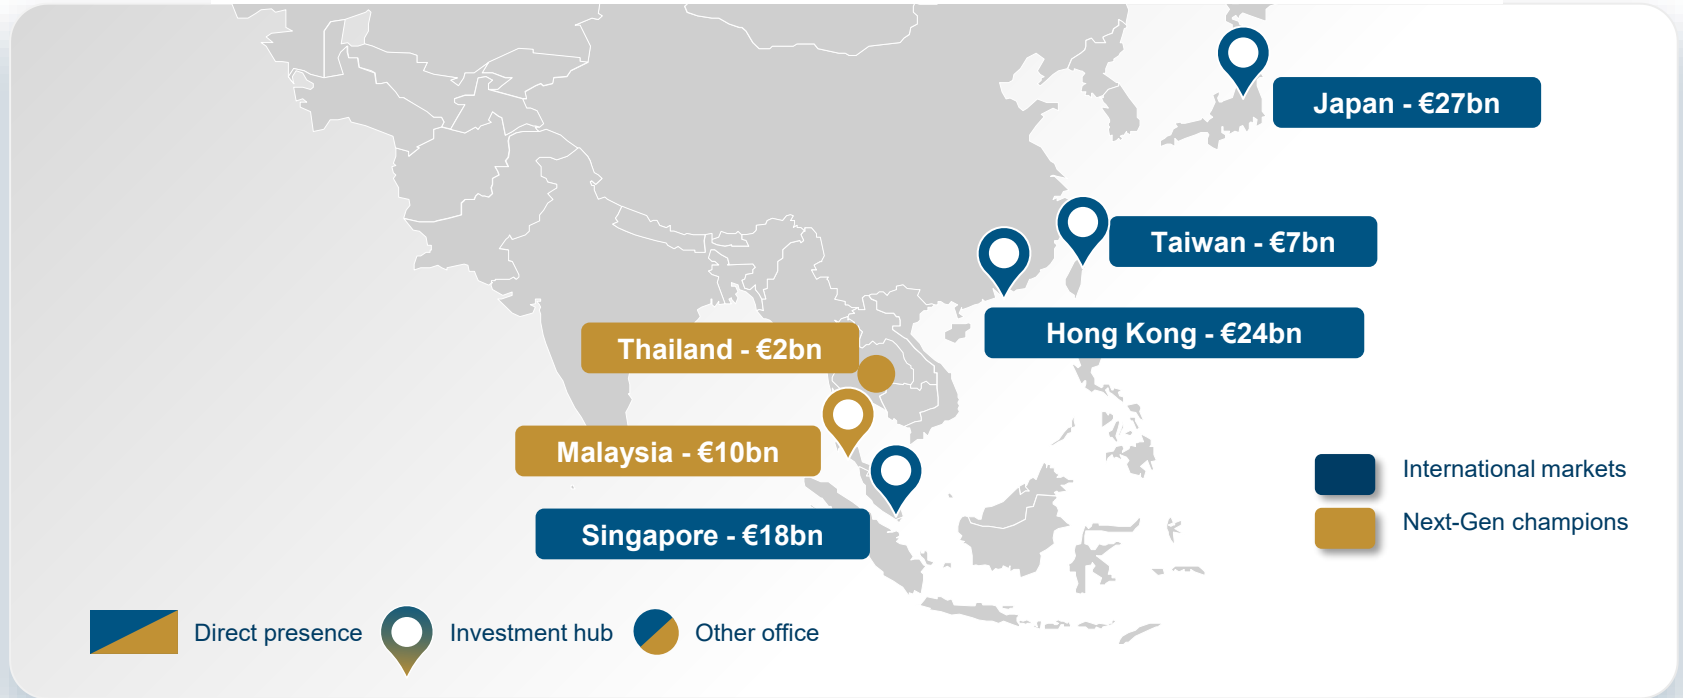 Japan - €27bn
Taiwan - €7bn
Hong Kong - €24bn
Thailand - €2bn
Malaysia - €10bn
Singapore - €18bn
International markets
Next-Gen champions
Direct presence
Investment hub
Other office